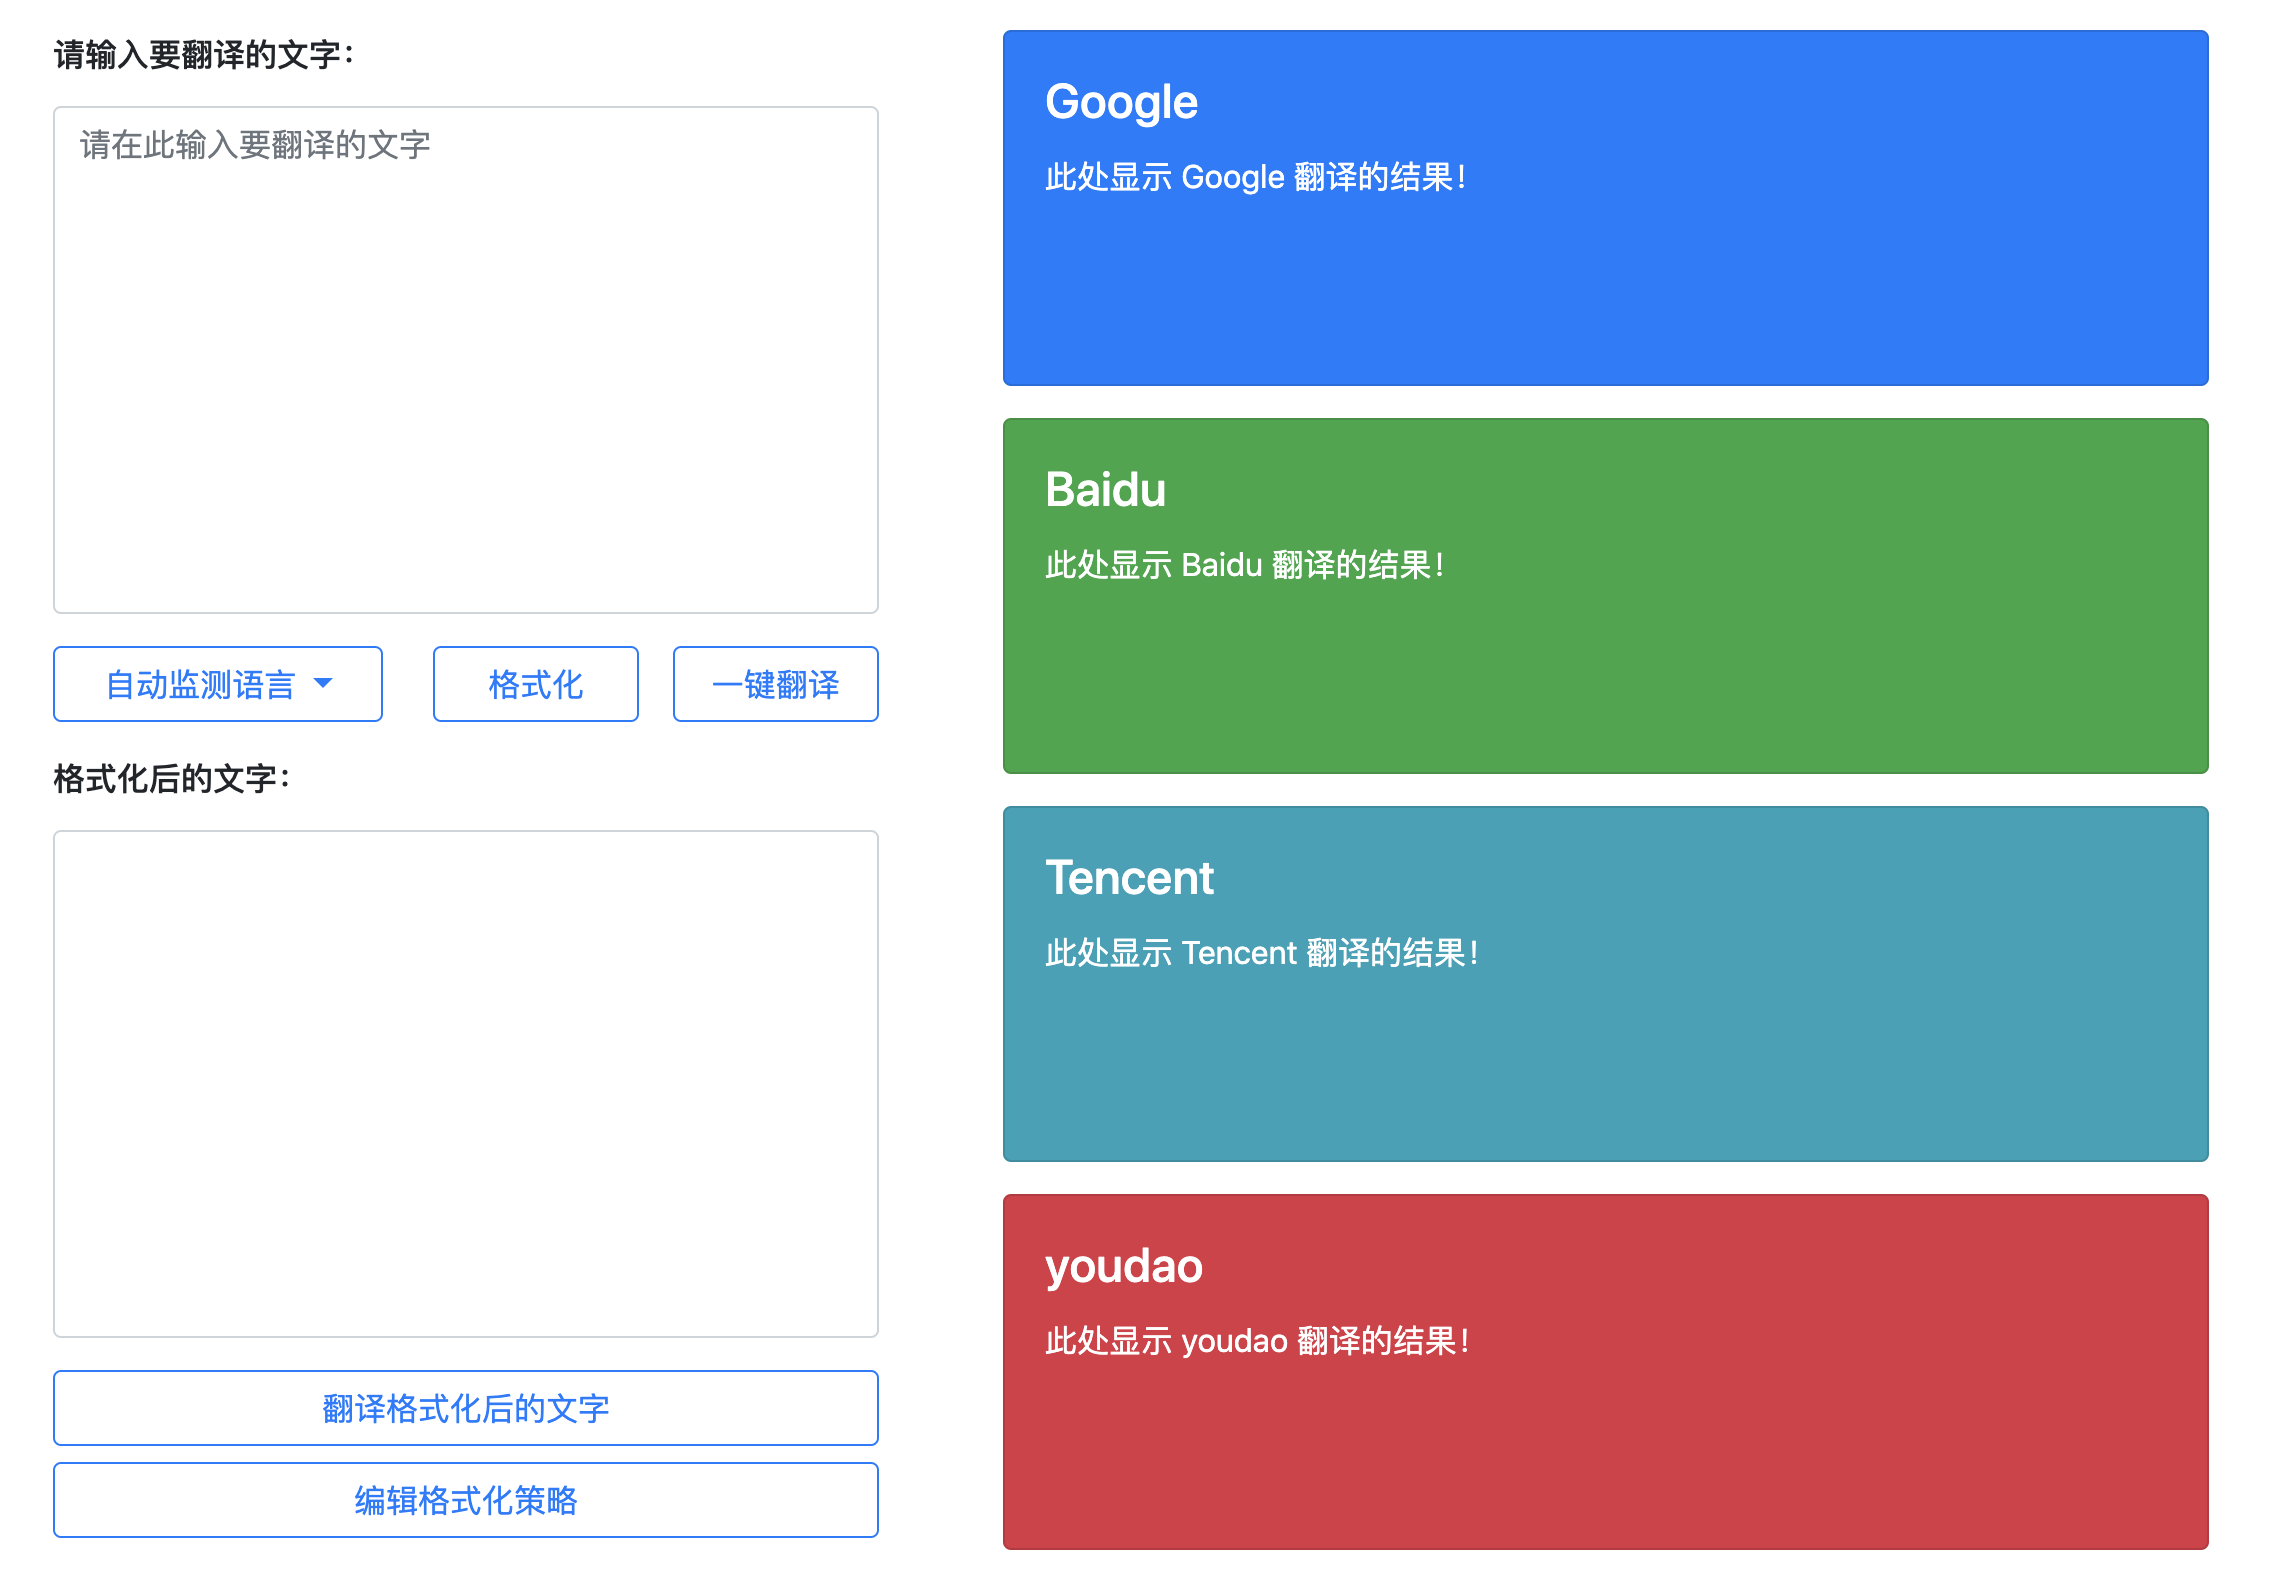 请输入要翻译的文字：
请在此输入要翻译的文字
自动监测语言
格式化
一键翻译
格式化后的文字：
翻译格式化后的文字
编辑格式化策略
Google
此处显示 Google 翻译的结果！
Baidu
此处显示 Baidu 翻译的结果！
Tencent
此处显示 Tencent 翻译的结果！
youdao
此处显示 youdao 翻译的结果！